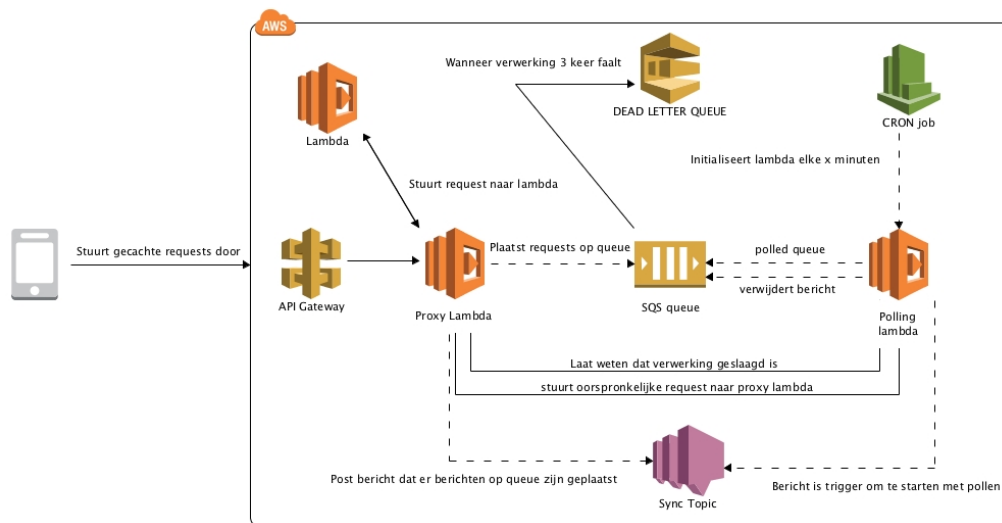 AWS
Wanneer verwerking 3 keer faalt
DEAD LETTER QUEUE
CRON job
Lambda
Initialiseert lambda elke x minuten
Stuurt request naar lambda
Stuurt gecachte requests door
Plaatst requests op queue
polled queue
verwijdert bericht
API Gateway
Proxy Lambda
SQS queue
Polling
lambda
Laat weten dat verwerking geslaagd is
stuurt oorspronkelijke request naar proxy lambda
Post bericht dat er berichten op queue zijn geplaatst
Sync Topic
Bericht is trigger om te starten met pollen